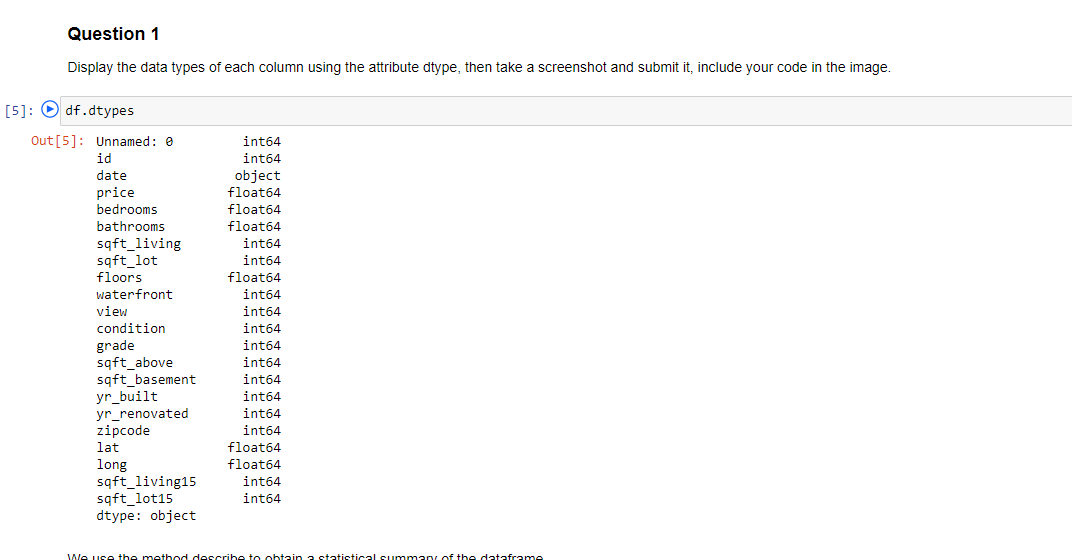 Question 1
Display the data types of each column using the attribute dtype, then take a screenshot and submit it, include your code in the image.
[5]: df.dtypes
Out[5]: Unnamed: 0 int64
id int64
date object
price float64
bedrooms float64
bathrooms float64
sqft_living int64
sqft_lot int64
floors float64
waterfront int64
view int64
condition int64
grade int64
sqft_above int64
sqft_basement int64
yr_built int64
yr_renovated int64
zipcode int64
lat float64
long float64
sqft_living15 int64
sqft_lot15 int64
dtype: object
We use the method describe to obtain a statistical summary of the dataframe.